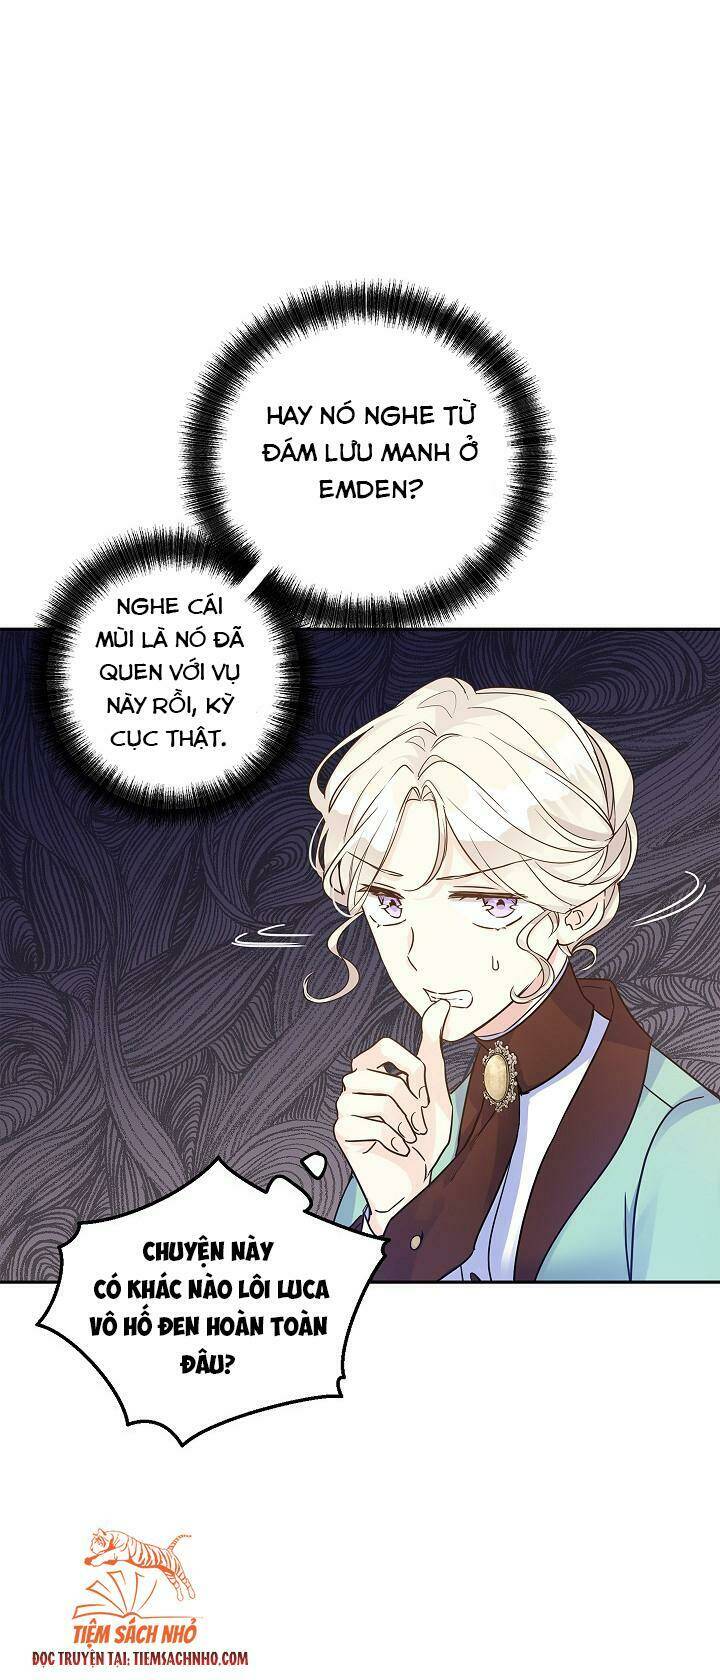 HAY NÓ NGHE TỪ
ĐÁM LƯU MANH Ở
EMDEN?
NGHE CÁI
MÙI LÀ NÓ ĐÃ
QUEN VỚI VỤ
NÀY RỒI, KỲ
CỤC THẬT.
CHUYỆN NÀY
CÓ KHÁC NÀO LÔI LUCA
VÔ HỐ ĐEN HOÀN TOÀN
ĐÂU?
TIỆM SÁCH NHỎ
ĐỌC TRUYỆN TẠI: TIEMSACHNHO.COM